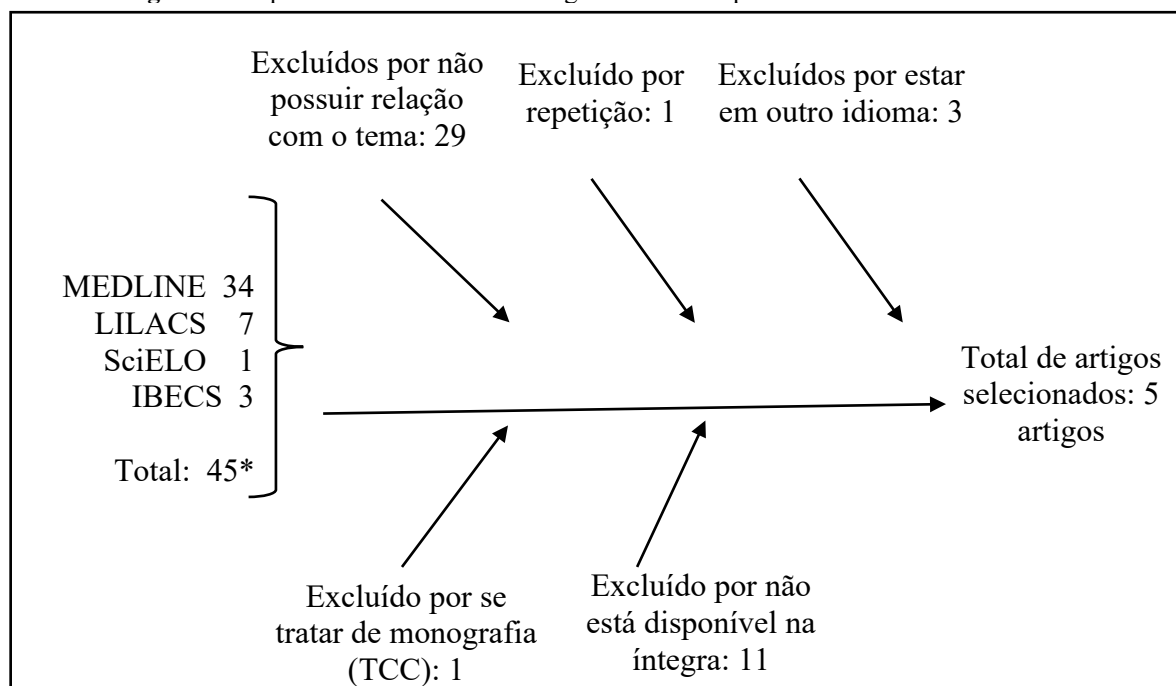 Excluídos por não
possuir relação
com o tema: 29
Excluído por
repetição: 1
Excluídos por estar
em outro idioma: 3
MEDLINE 34
LILACS 7
SciELO 1
IBECS 3
Total: 45*
Total de artigos
selecionados: 5
artigos
Excluído por se
tratar de monografia
(TCC): 1
Excluído por não
está disponível na
íntegra: 11